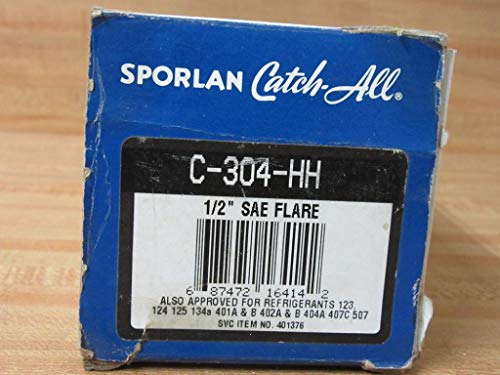 SPORLAN Catch-All®
C-304-HH
1/2" SAE FLARE
6 87472 16414 2
ALSO APPROVED FOR REFRIGERANTS 123
124 125 134a 401A & B 402A & B 404A 407C 507
SVC ITEM NO. 401376